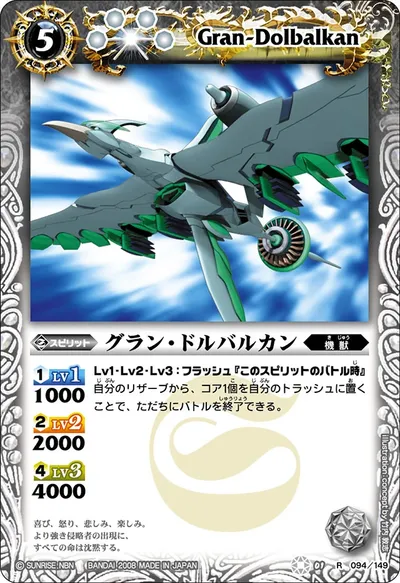 5
Gran-Dolbalkan
スピリット
グラン・ドルバルカン
きじゅう
機獣
1 LV1
1000
2 LV2
2000
4 LV3
4000
Lv1・Lv2・Lv3:フラッシュ『このスピリットのバトル時』
自分のリザーブから、コア1個を自分のトラッシュに置く
ことで、ただちにバトルを終了できる。
喜び、怒り、悲しみ、楽しみ。
より強き侵略者の出現に、
すべての命は沈黙する。
© SUNRISE,NBN BANDAI 2008 MADE IN JAPAN
01 R 094/149